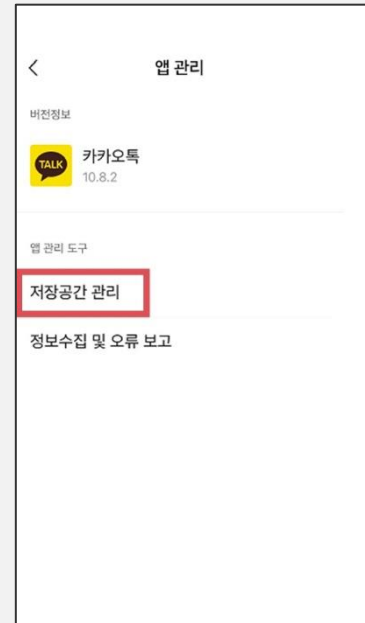 앱 관리
버전정보
TALK
카카오톡
10.8.2
앱 관리 도구
저장공간 관리
정보수집 및 오류 보고